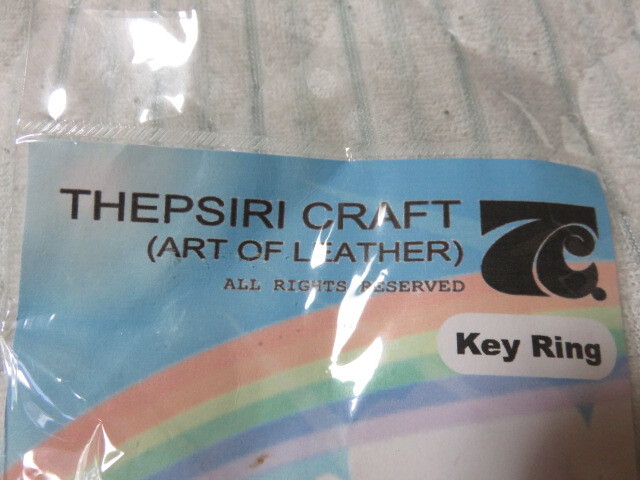 THEPSIRI CRAFT
(ART OF LEATHER)
ALL RIGHTS RESERVED
Key Ring